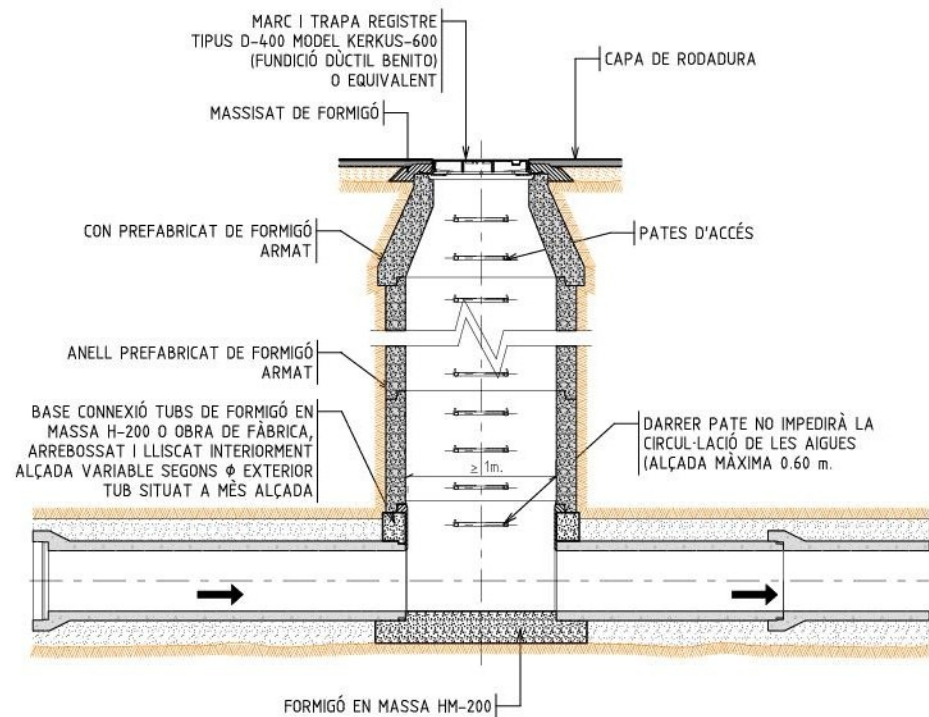 MARC I TRAPA REGISTRE
TIPUS D-400 MODEL KERKUS-600
(FUNDICIÓ DÙCTIL BENITO)
O EQUIVALENT
CAPA DE RODADURA
MASSISAT DE FORMIGÓ
CON PREFABRICAT DE FORMIGÓ
ARMAT
PATES D'ACCÉS
ANELL PREFABRICAT DE FORMIGÓ
ARMAT
BASE CONNEXIÓ TUBS DE FORMIGÓ EN
MASSA H-200 O OBRA DE FÀBRICA,
ARREBOSSAT I LLISCAT INTERIORMENT
ALÇADA VARIABLE SEGONS Φ EXTERIOR
TUB SITUAT A MÈS ALÇADA
DARRER PATE NO IMPEDIRÀ LA
CIRCUL·LACIÓ DE LES AIGUES
(ALÇADA MÀXIMA 0.60 m.
≥ 1m.
FORMIGÓ EN MASSA HM-200